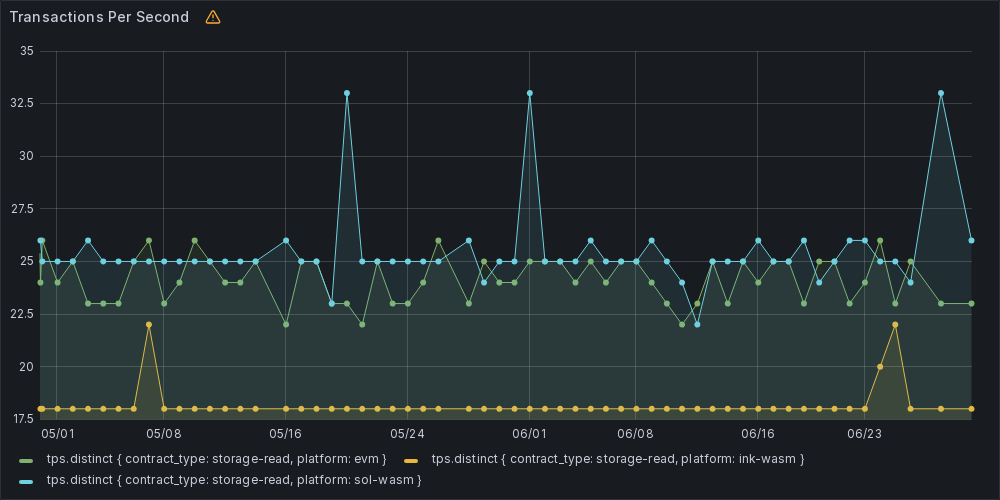 Transactions Per Second
35
32.5
30
27.5
25
22.5
20
17.5
05/01 05/08 05/16 05/24 06/01 06/08 06/16 06/23
tps.distinct { contract_type: storage-read, platform: evm } tps.distinct { contract_type: storage-read, platform: ink-wasm }
tps.distinct { contract_type: storage-read, platform: sol-wasm }